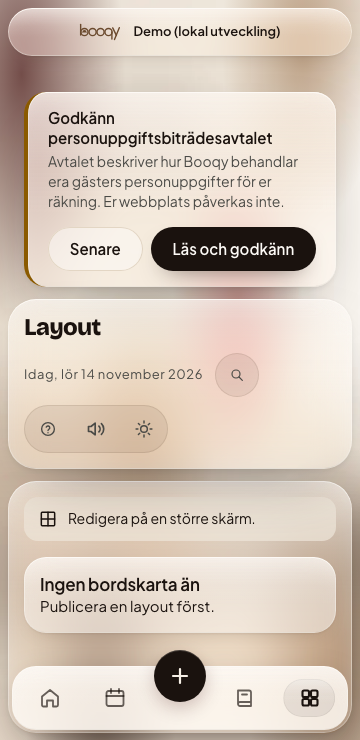 booqy Demo (lokal utveckling)
Godkänn
personuppgiftsbiträdesavtalet
Avtalet beskriver hur Booqy behandlar
era gästers personuppgifter för er
räkning. Er webbplats påverkas inte.
Senare Läs och godkänn
Layout
Idag, lör 14 november 2026
Redigera på en större skärm.
Ingen bordskarta än
Publicera en layout först.